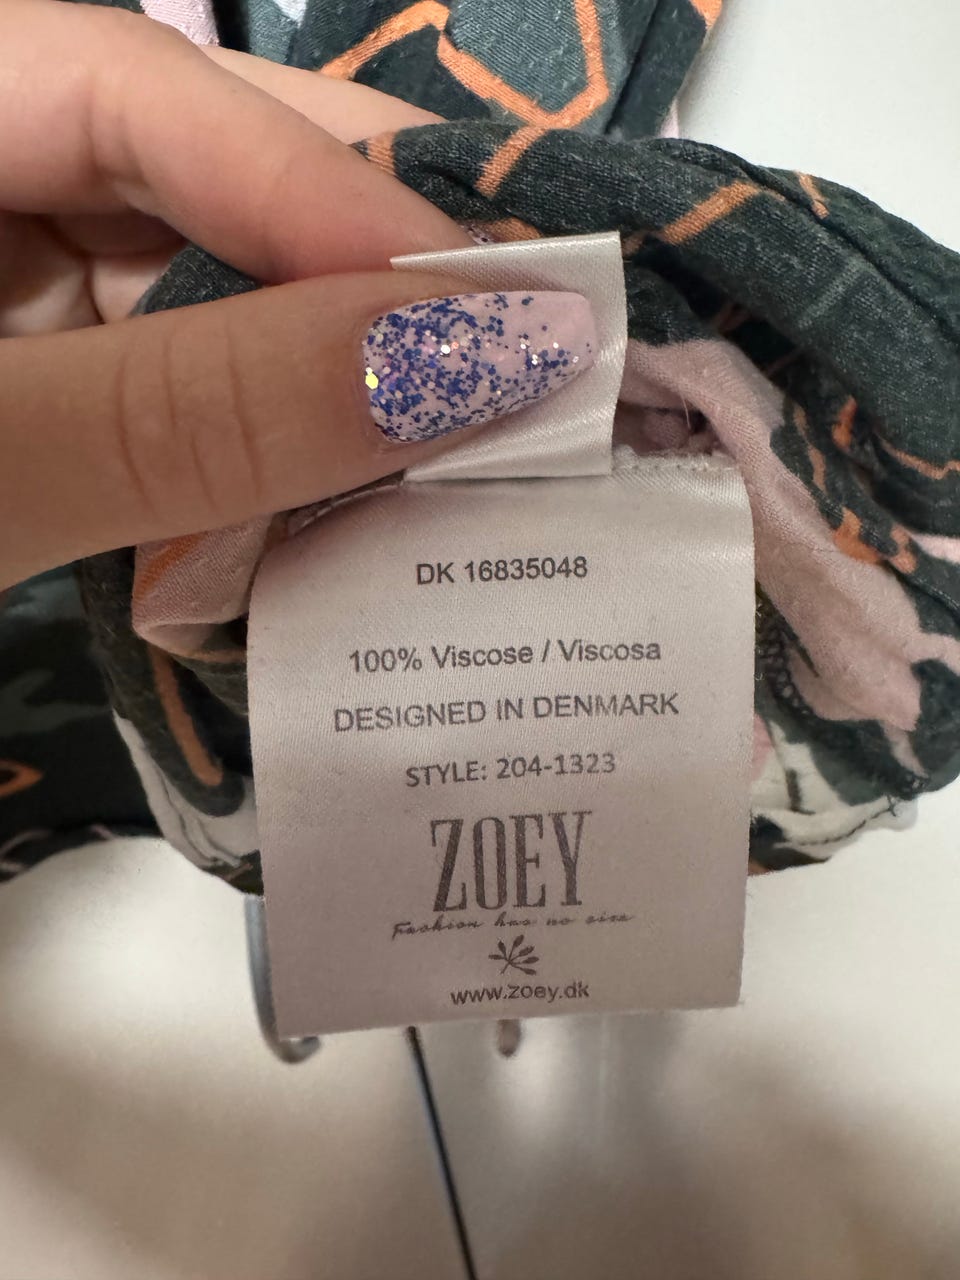 DK 16835048
100% Viscose / Viscosa
DESIGNED IN DENMARK
STYLE: 204-1323
ZOEY
Fashion has no size
www.zoey.dk